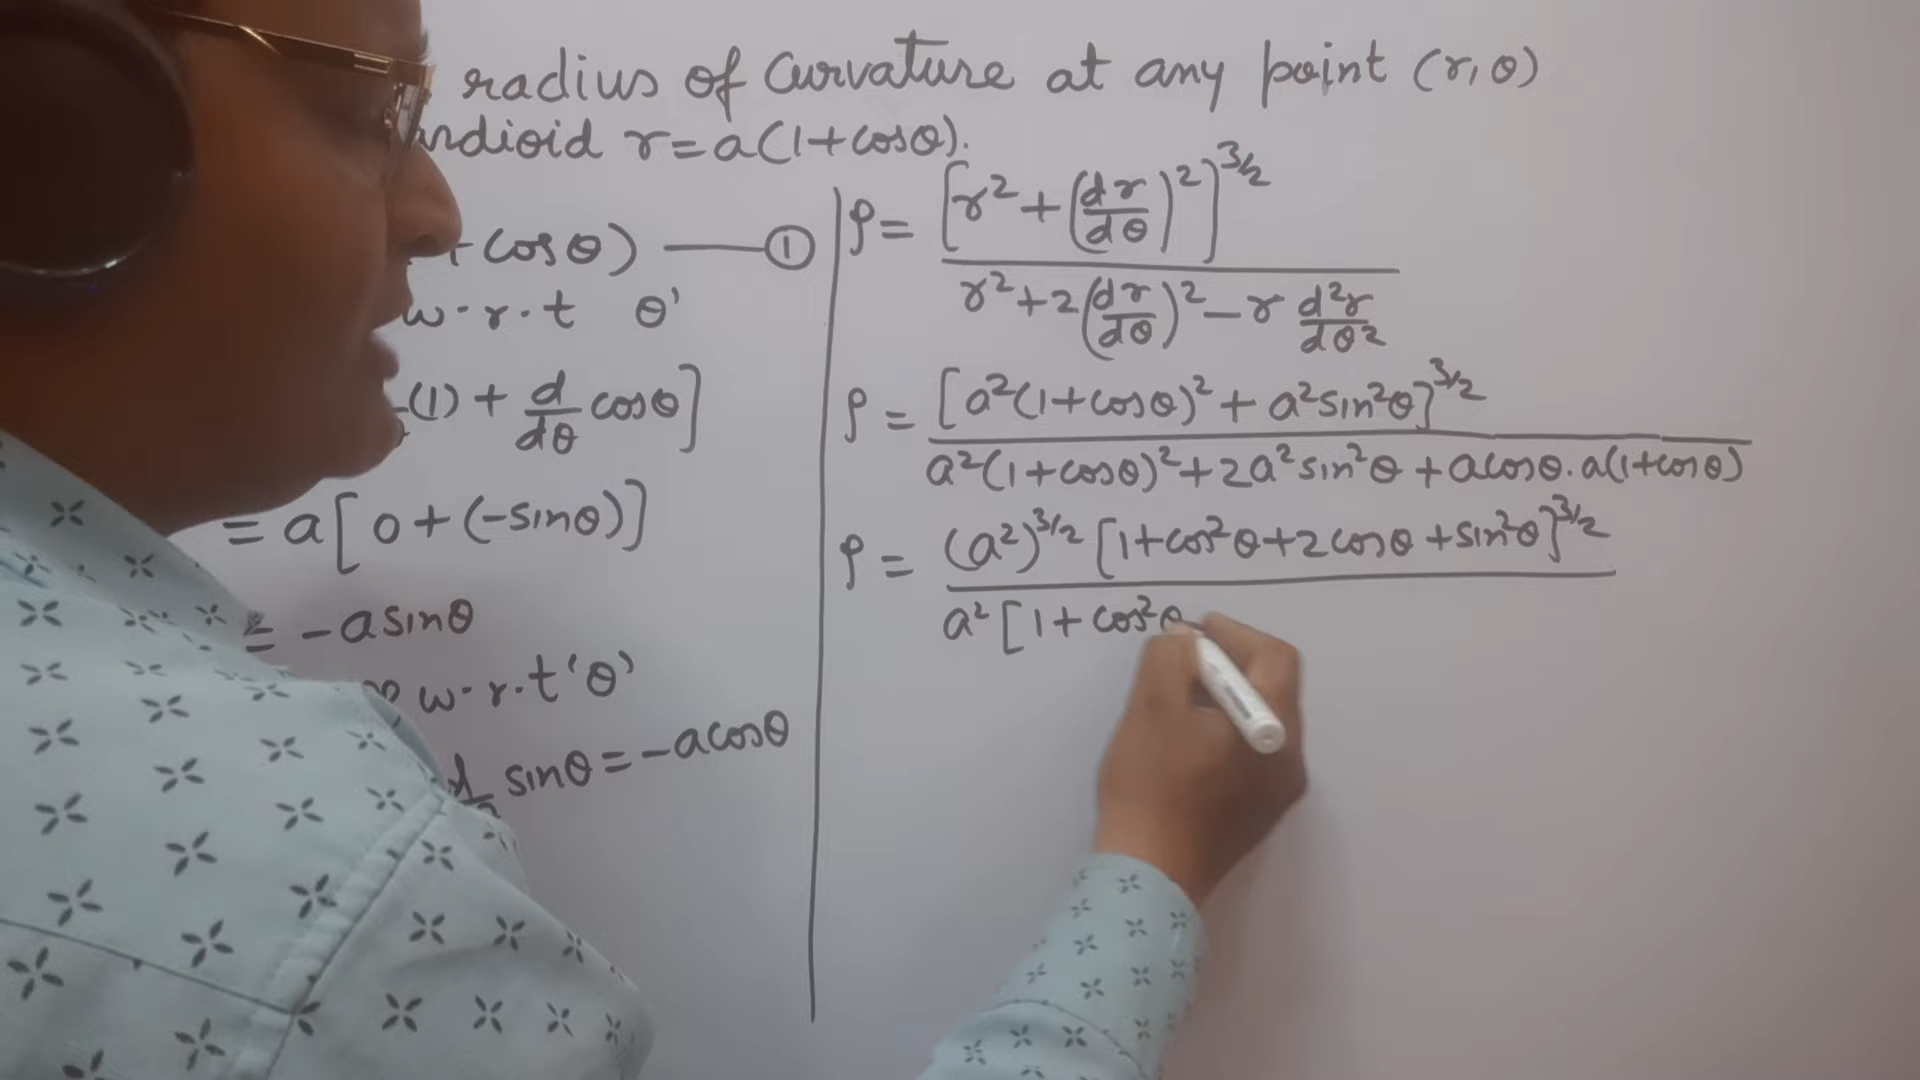 radius of Curvature at any point (r, θ)
rdioid r=a(1+cosθ).
+cosθ) — ①
w.r.t θ'
(1) + d/dθ cosθ]
= a[0+(-sinθ)]
= -a sinθ
w.r.t 'θ'
sinθ = -a cosθ
ρ = [r²+(dr/dθ)²]^3/2 / r²+2(dr/dθ)²-r d²r/dθ²
ρ = [a²(1+cosθ)²+a²sin²θ]^3/2 / a²(1+cosθ)²+2a²sin²θ+acosθ.a(1+cosθ)
ρ = (a²)^3/2 [1+cos²θ+2cosθ+sin²θ]^3/2 / a²[1+cos²θ